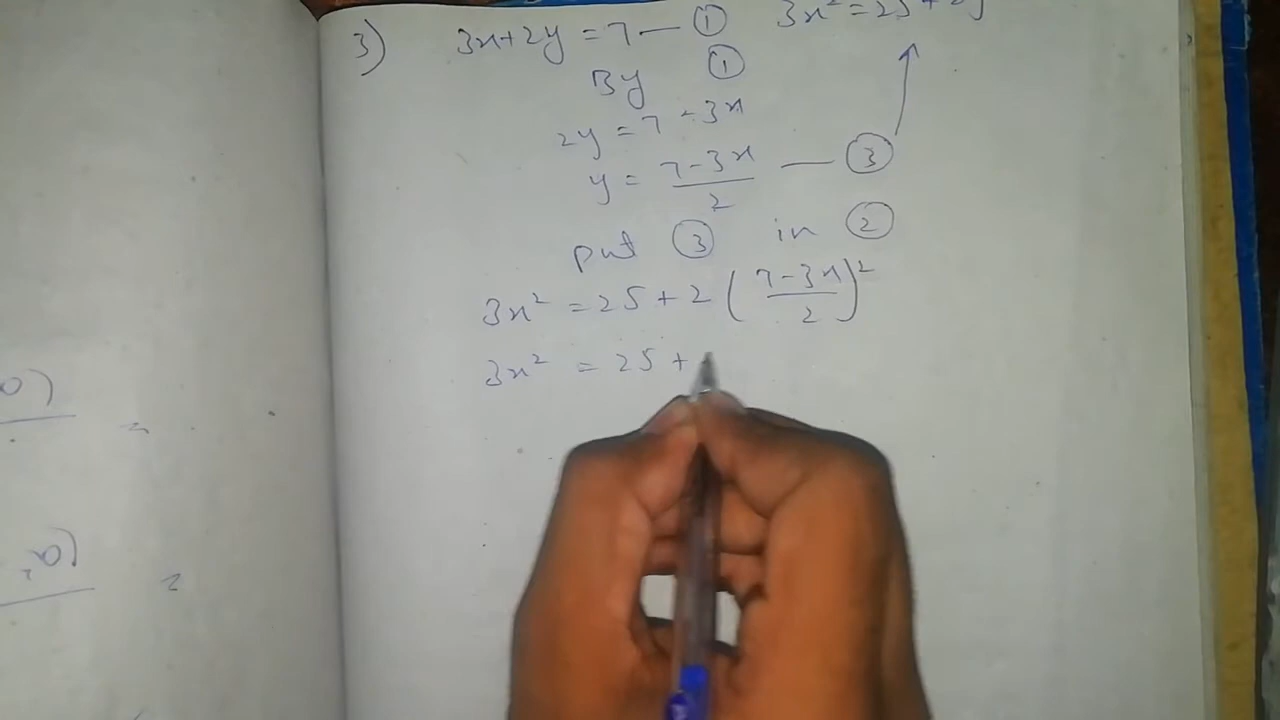 3) 3x+2y = 7 — ① 3x² = 25 + 2y
By ①
2y = 7 - 3x
y = 7-3x / 2 — ③
put ③ in ②
3x² = 25 + 2 ( 7-3x / 2 )²
3x² = 25 +